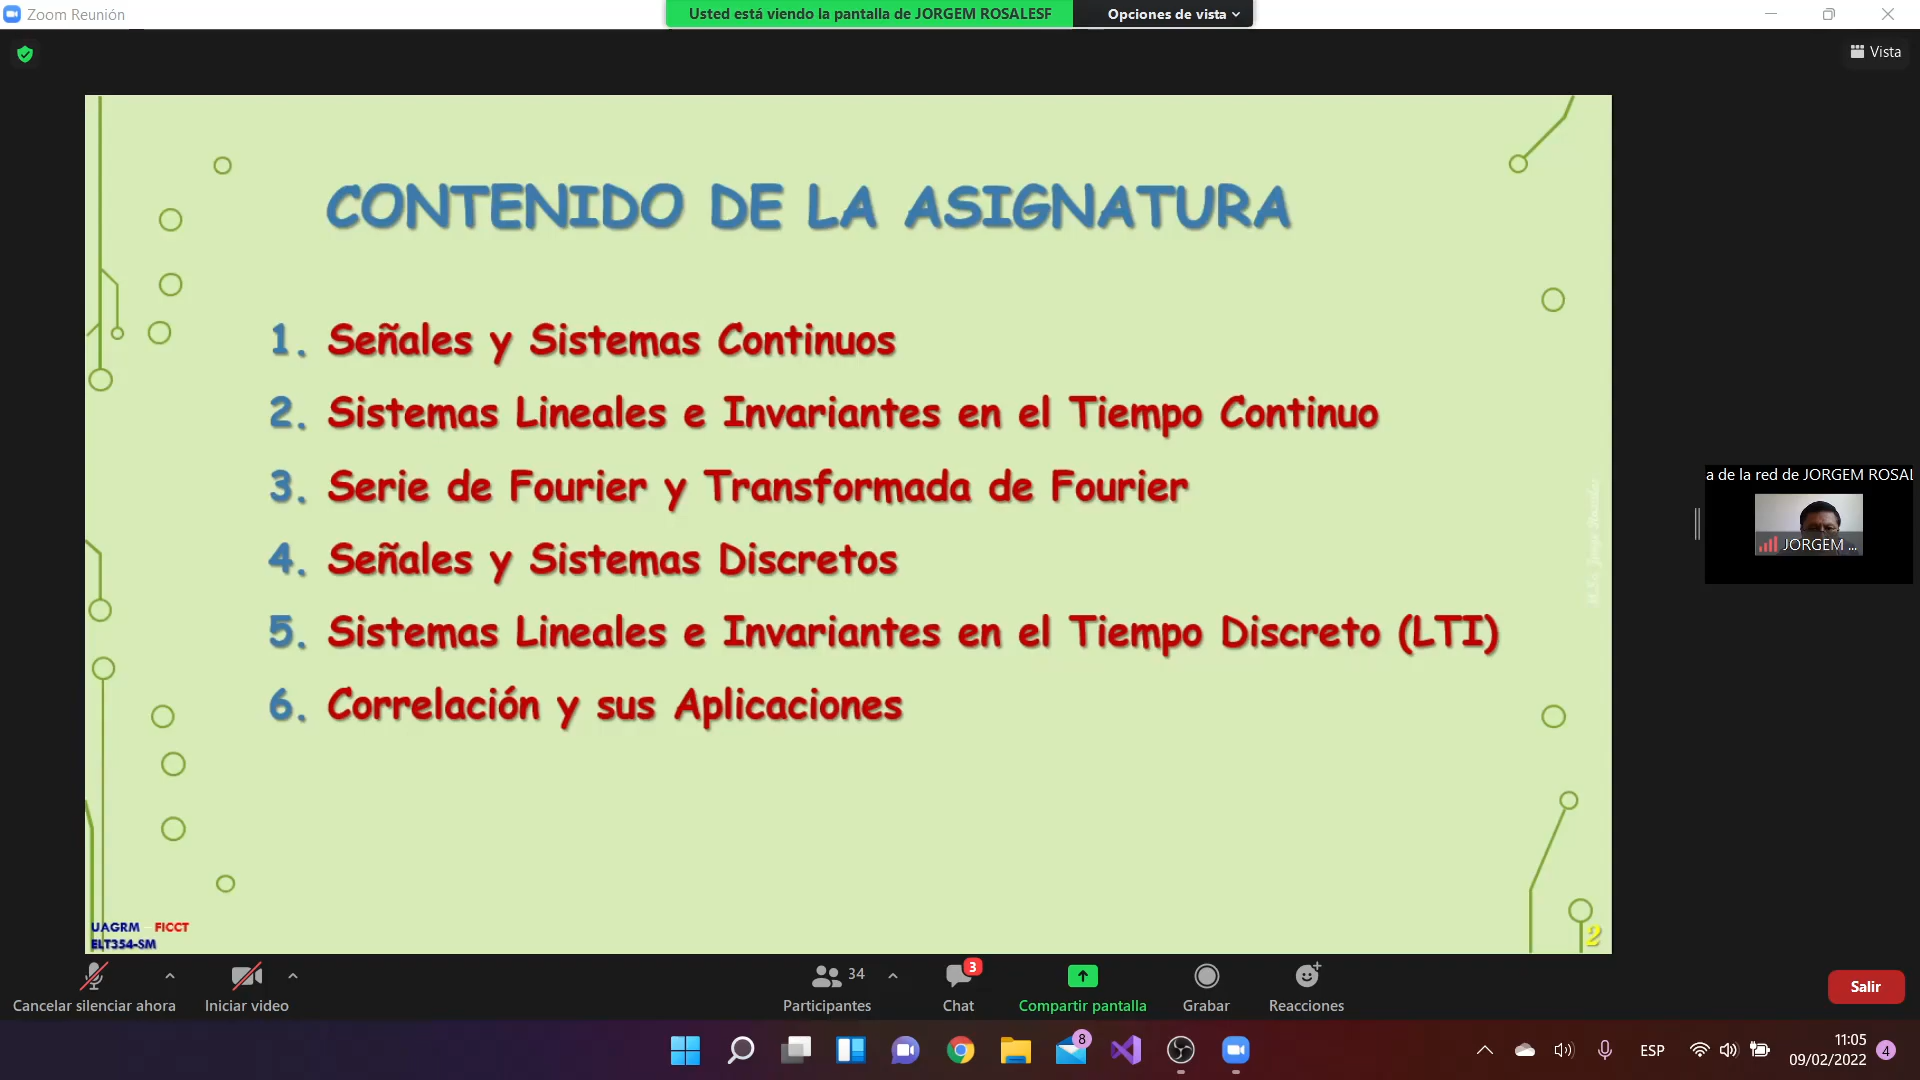 Zoom Reunión
Usted está viendo la pantalla de JORGEM ROSALESF
Opciones de vista
Vista
CONTENIDO DE LA ASIGNATURA
1. Señales y Sistemas Continuos
2. Sistemas Lineales e Invariantes en el Tiempo Continuo
3. Serie de Fourier y Transformada de Fourier
4. Señales y Sistemas Discretos
5. Sistemas Lineales e Invariantes en el Tiempo Discreto (LTI)
6. Correlación y sus Aplicaciones
a de la red de JORGEM ROSAL
JORGEM ...
UAGRM - FICCT
ELT354-SM
2
34
3
Cancelar silenciar ahora
Iniciar video
Participantes
Chat
Compartir pantalla
Grabar
Reacciones
Salir
8
ESP
11:05
09/02/2022
4